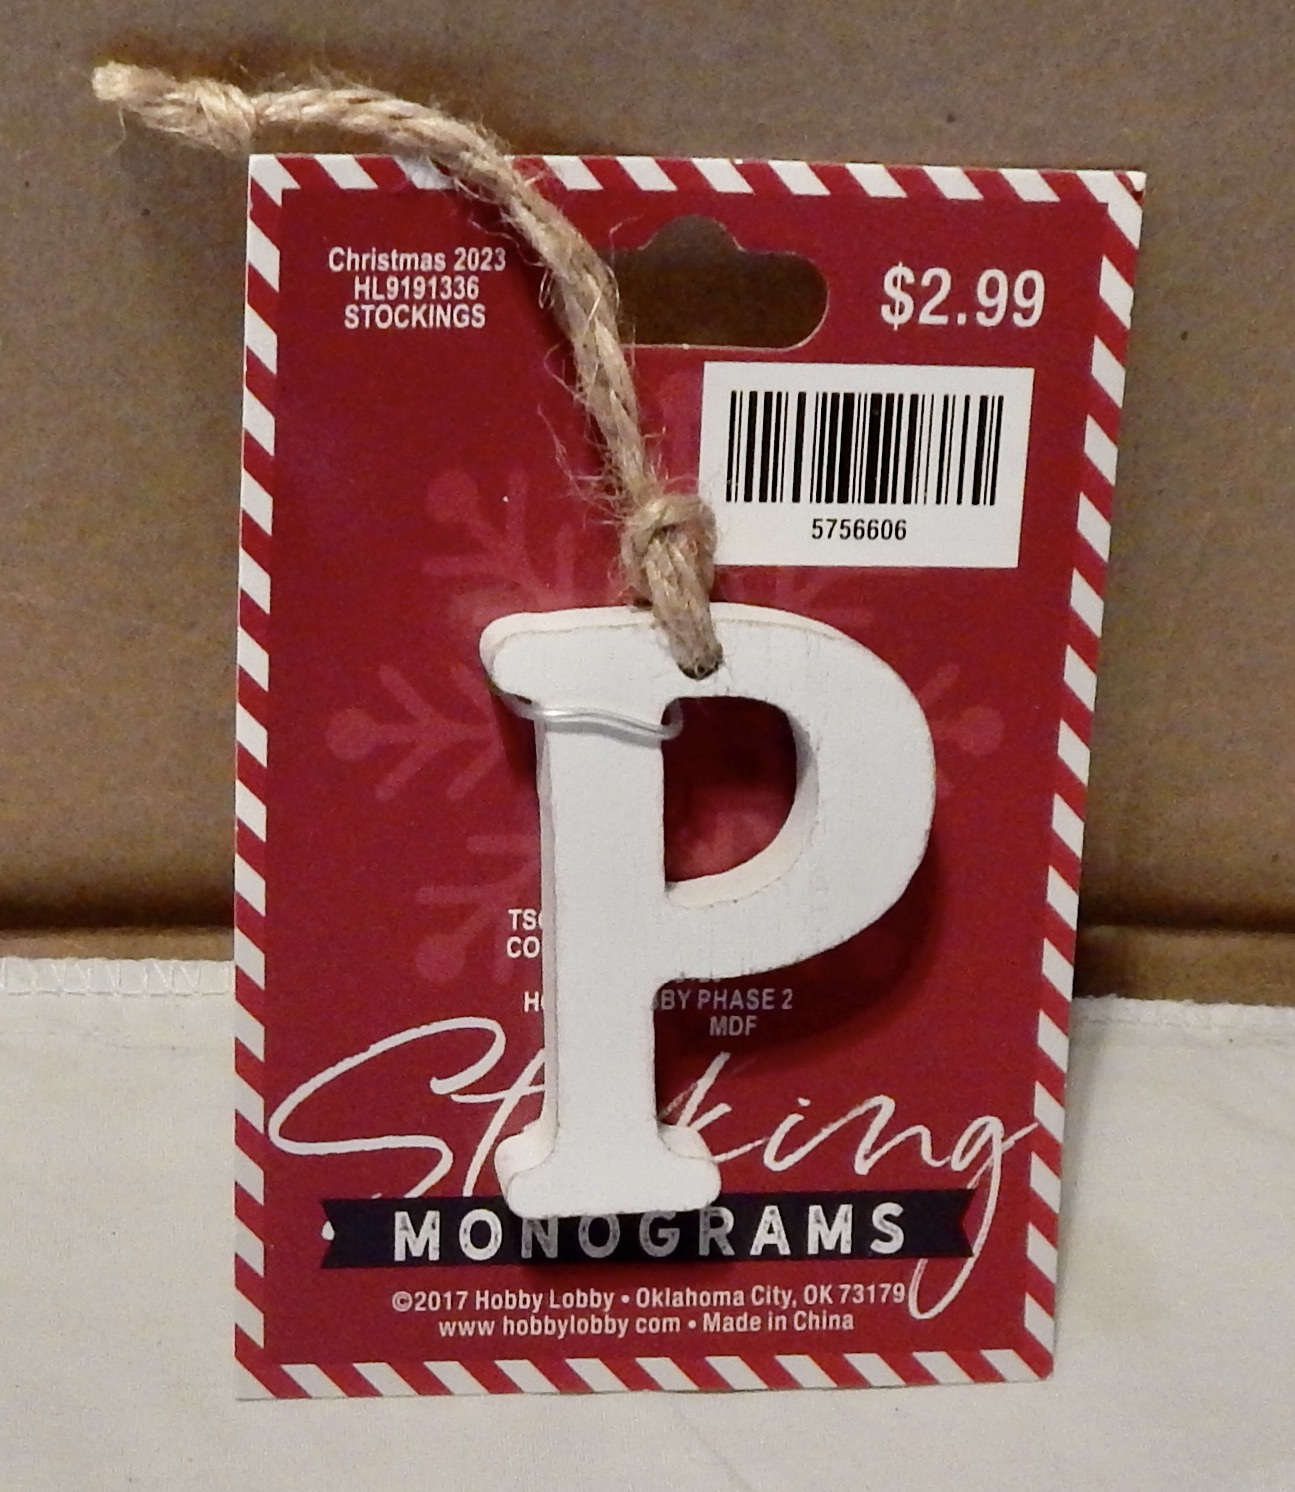 Christmas 2023
HL9191336
STOCKINGS
$2.99
5756606
P
PHASE 2
MDF
MONOGRAMS
©2017 Hobby Lobby • Oklahoma City, OK 73179
www hobbylobby com • Made in China